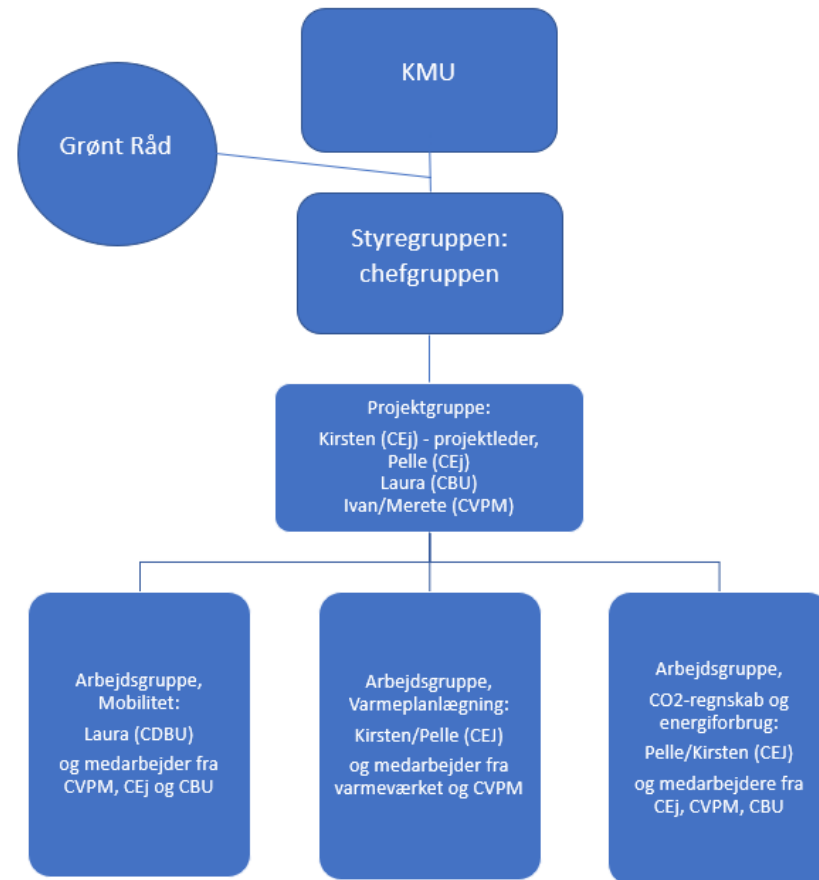 KMU
Grønt Råd
Styregruppen:
chefgruppen
Projektgruppe:
Kirsten (CEj) - projektleder,
Pelle (CEj)
Laura (CBU)
Ivan/Merete (CVPM)
Arbejdsgruppe,
Mobilitet:
Laura (CDBU)
og medarbejder fra
CVPM, CEj og CBU
Arbejdsgruppe,
Varmeplanlægning:
Kirsten/Pelle (CEJ)
og medarbejder fra
varmeværket og CVPM
Arbejdsgruppe,
CO2-regnskab og
energiforbrug:
Pelle/Kirsten (CEJ)
og medarbejdere fra
CEj, CVPM, CBU